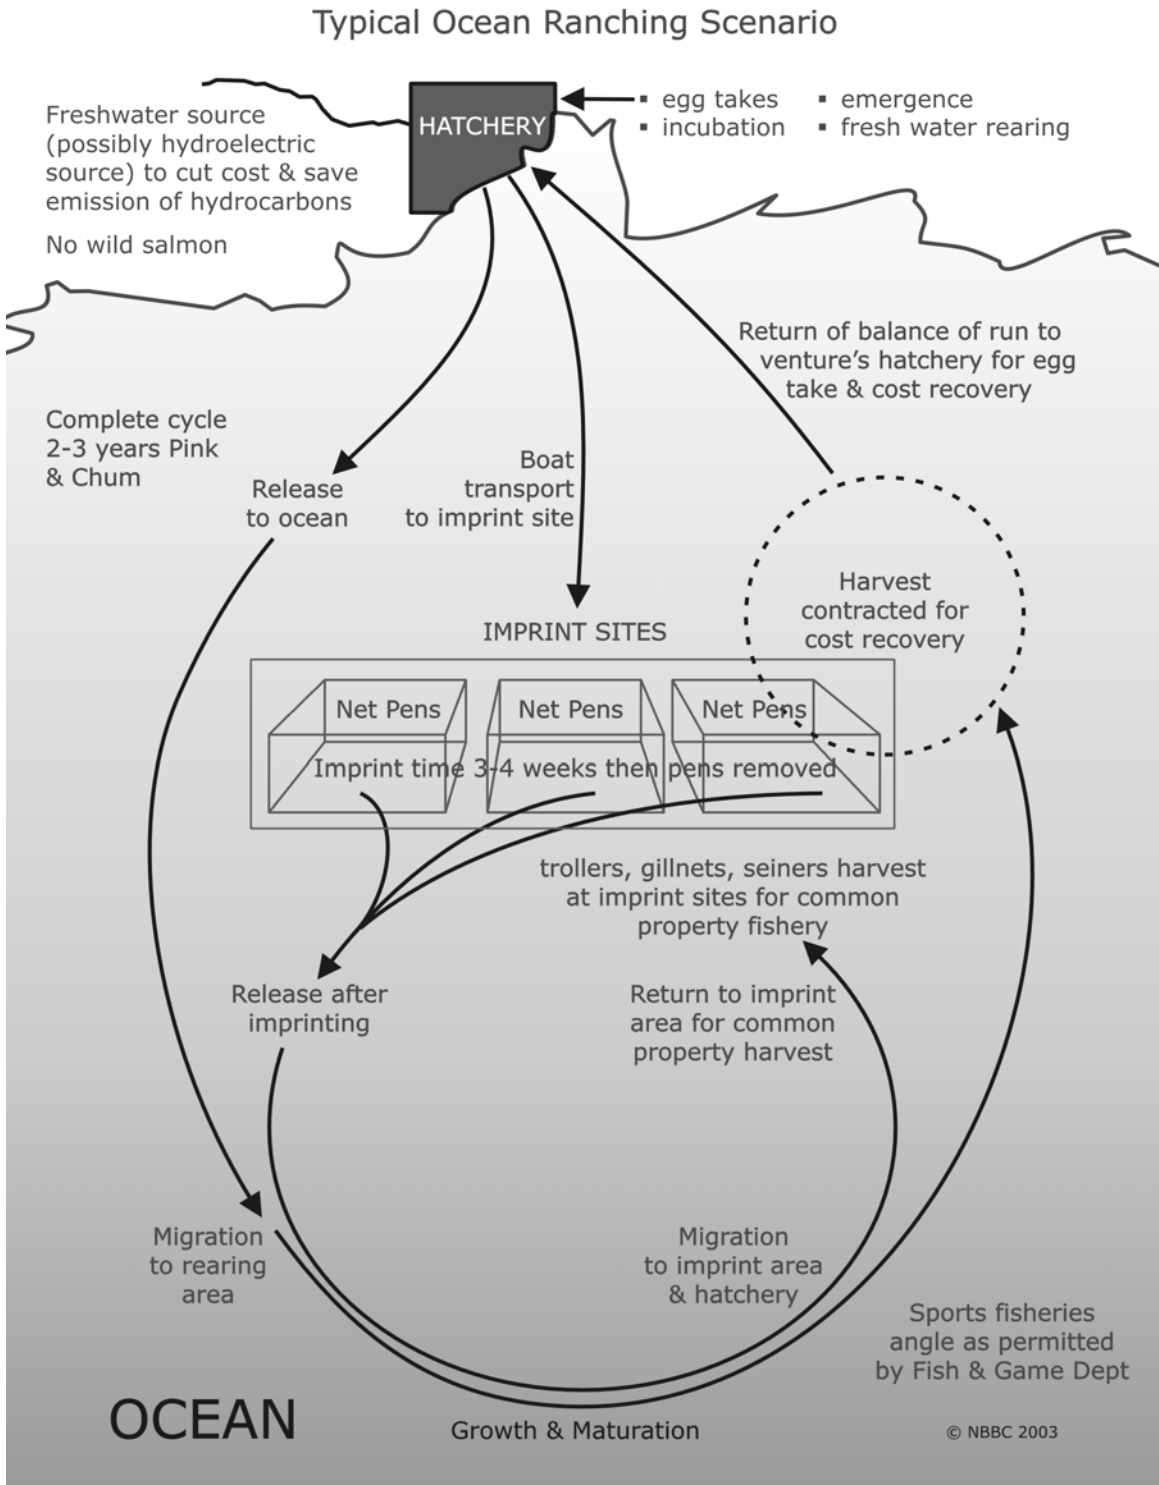 Typical Ocean Ranching Scenario
Freshwater source
(possibly hydroelectric
source) to cut cost & save
emission of hydrocarbons
No wild salmon
HATCHERY
▪ egg takes
▪ incubation
▪ emergence
▪ fresh water rearing
Return of balance of run to
venture's hatchery for egg
take & cost recovery
Complete cycle
2-3 years Pink
& Chum
Release
to ocean
Boat
transport
to imprint site
Harvest
contracted for
cost recovery
IMPRINT SITES
Net Pens
Net Pens
Net Pens
Imprint time 3-4 weeks then pens removed
trollers, gillnets, seiners harvest
at imprint sites for common
property fishery
Release after
imprinting
Return to imprint
area for common
property harvest
Migration
to rearing
area
Migration
to imprint area
& hatchery
Sports fisheries
angle as permitted
by Fish & Game Dept
OCEAN
Growth & Maturation
© NBBC 2003